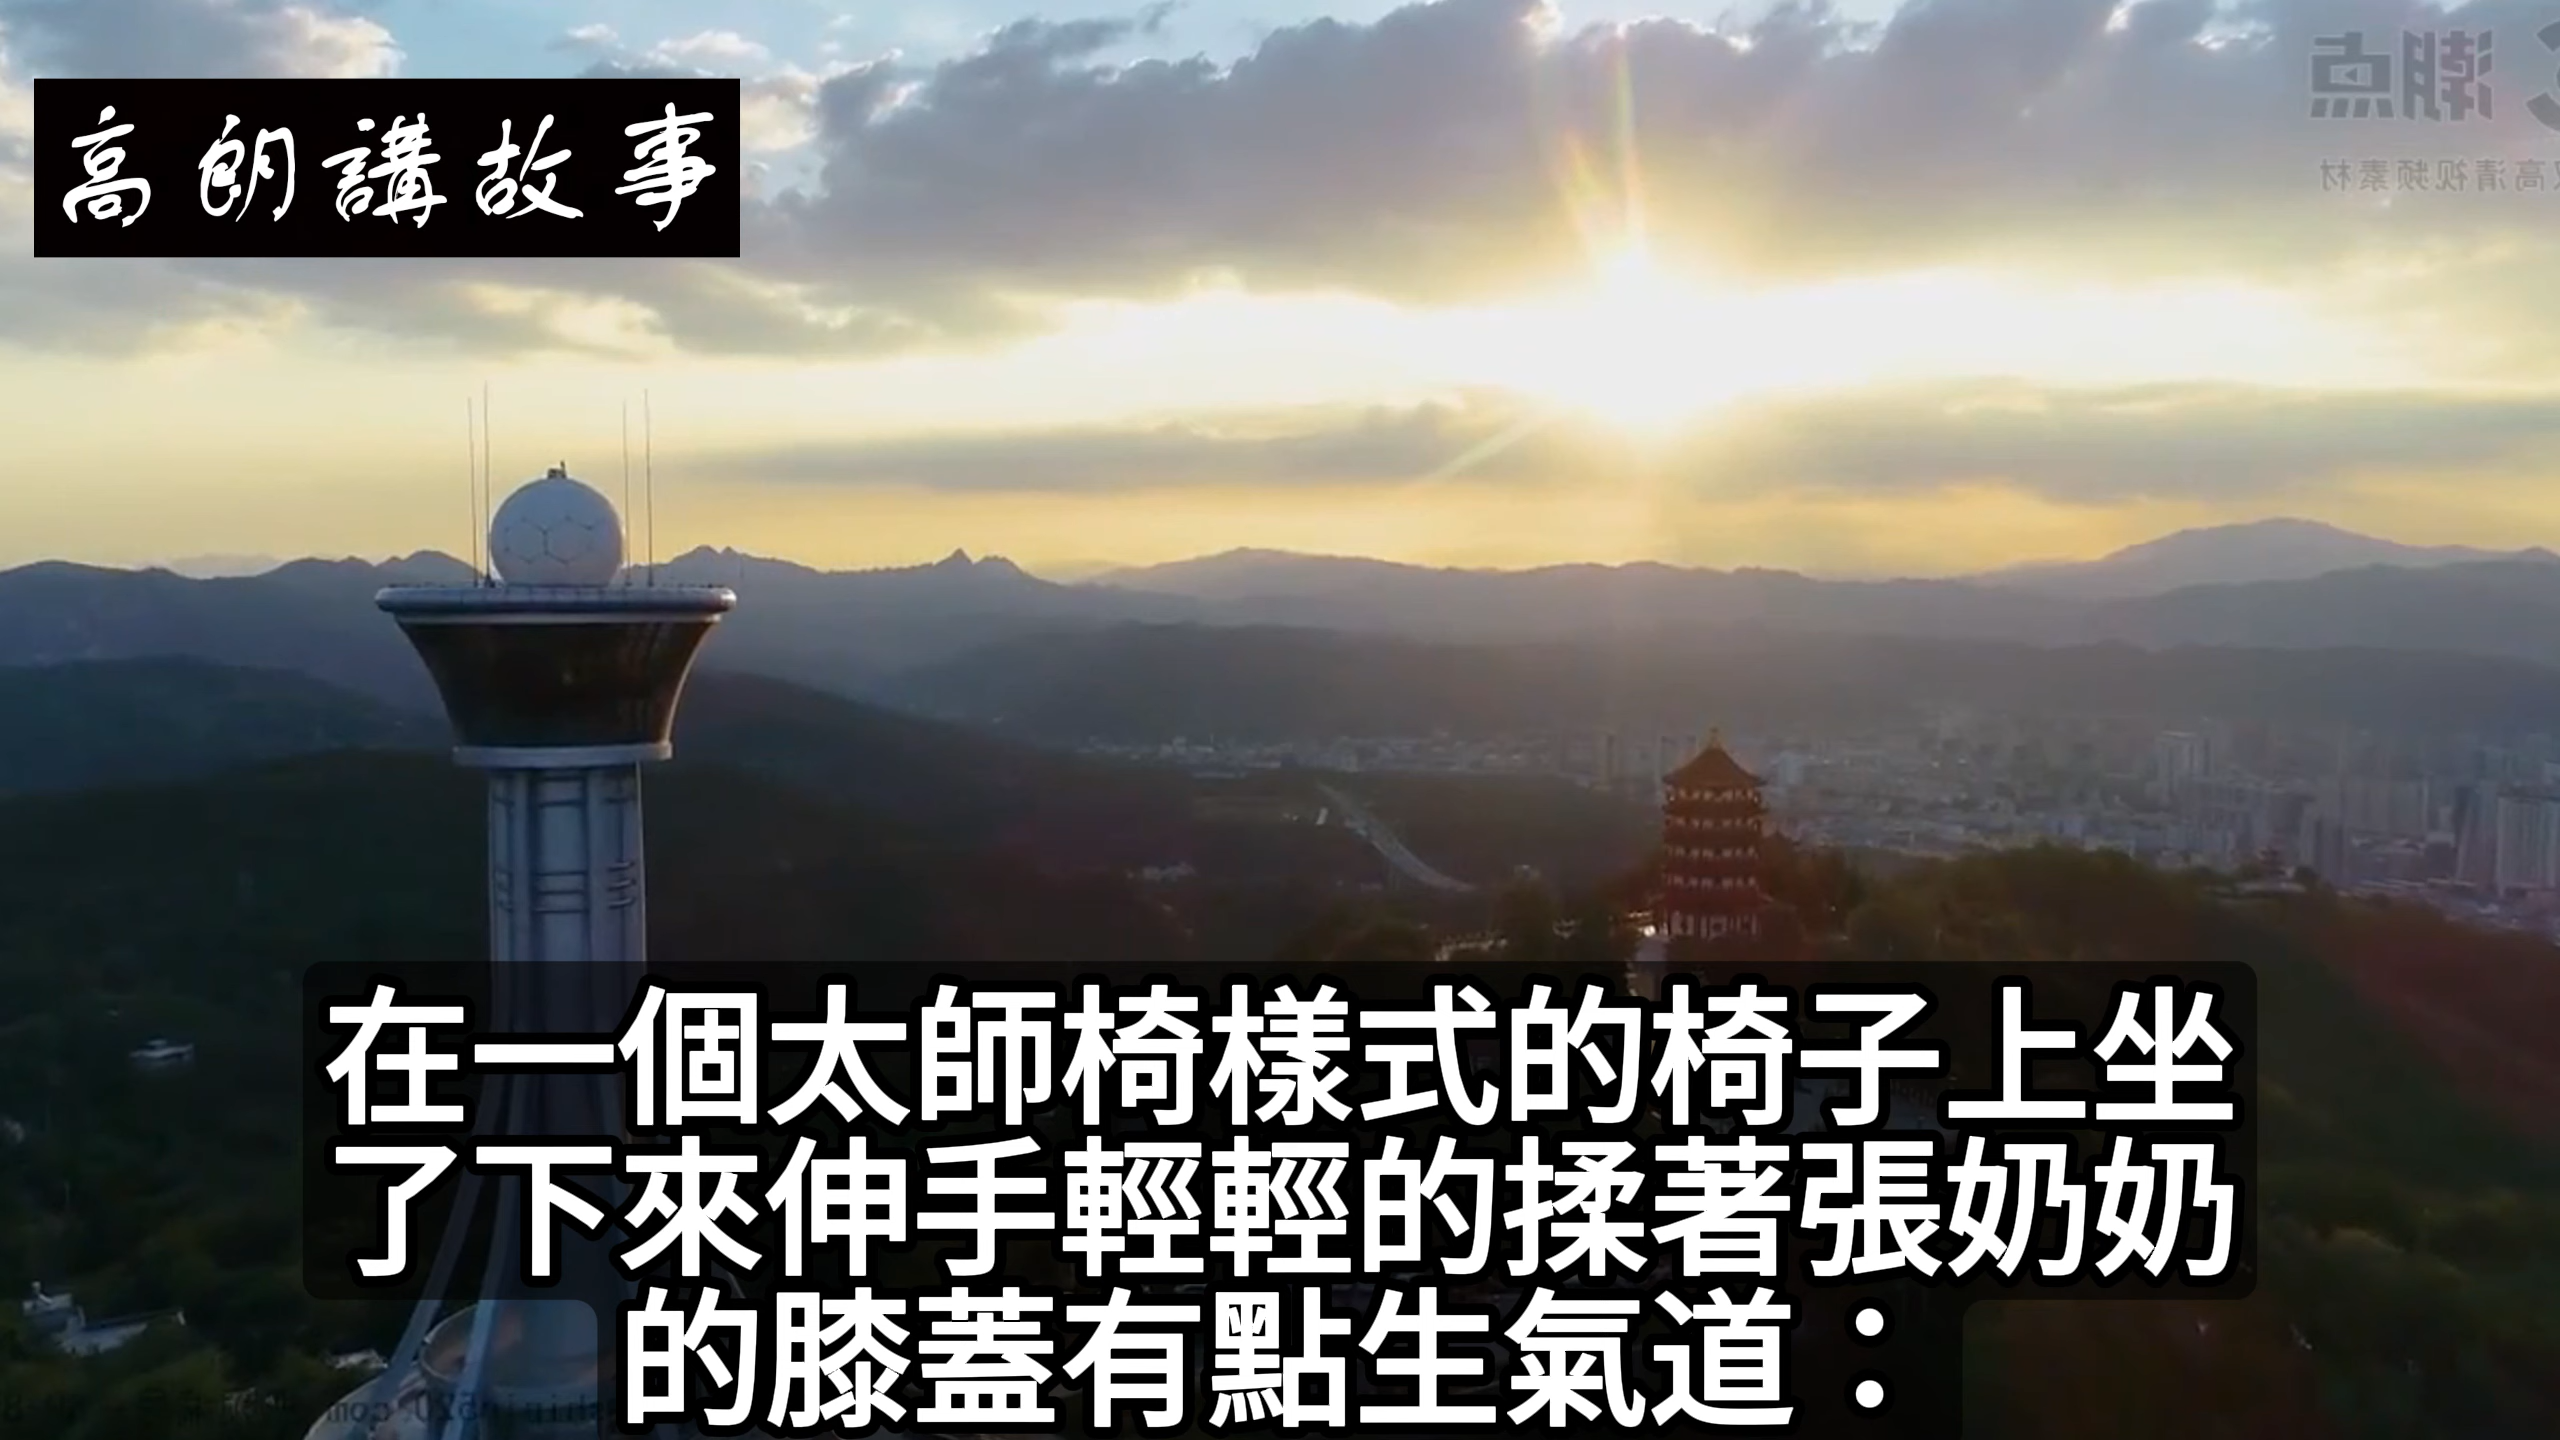 高朗講故事
潮点
取高清视频素材
在一個太師椅樣式的椅子上坐
了下來伸手輕輕的揉著張奶奶
的膝蓋有點生氣道：